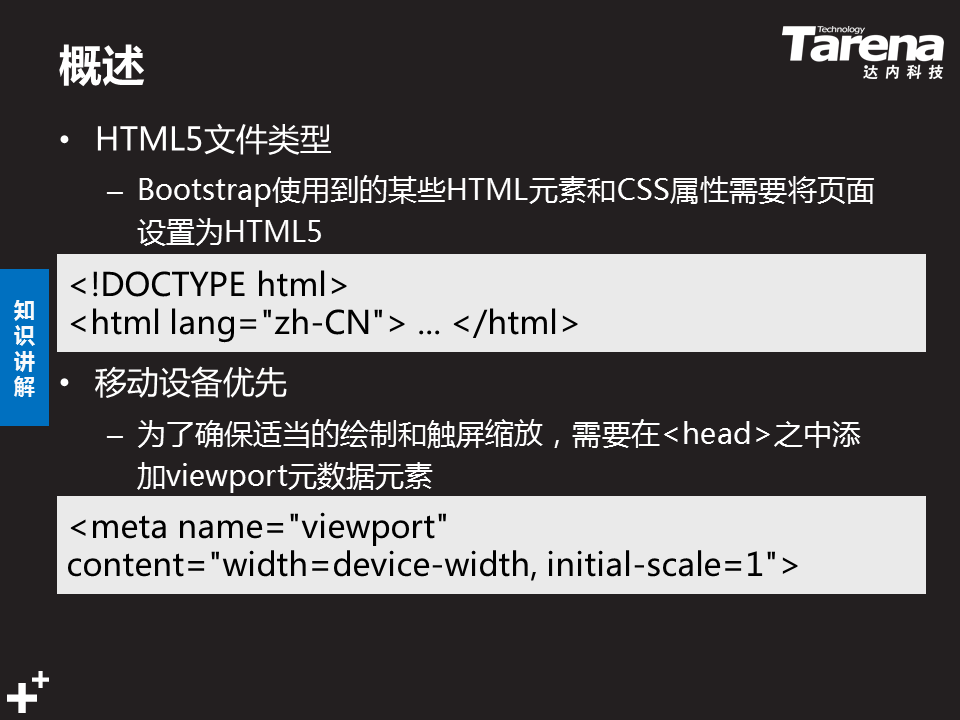 概述
Technology
Tarena
达内科技
• HTML5文件类型
– Bootstrap使用到的某些HTML元素和CSS属性需要将页面
设置为HTML5
<!DOCTYPE html>
<html lang="zh-CN"> ... </html>
知识讲解
• 移动设备优先
– 为了确保适当的绘制和触屏缩放，需要在<head>之中添
加viewport元数据元素
<meta name="viewport"
content="width=device-width, initial-scale=1">